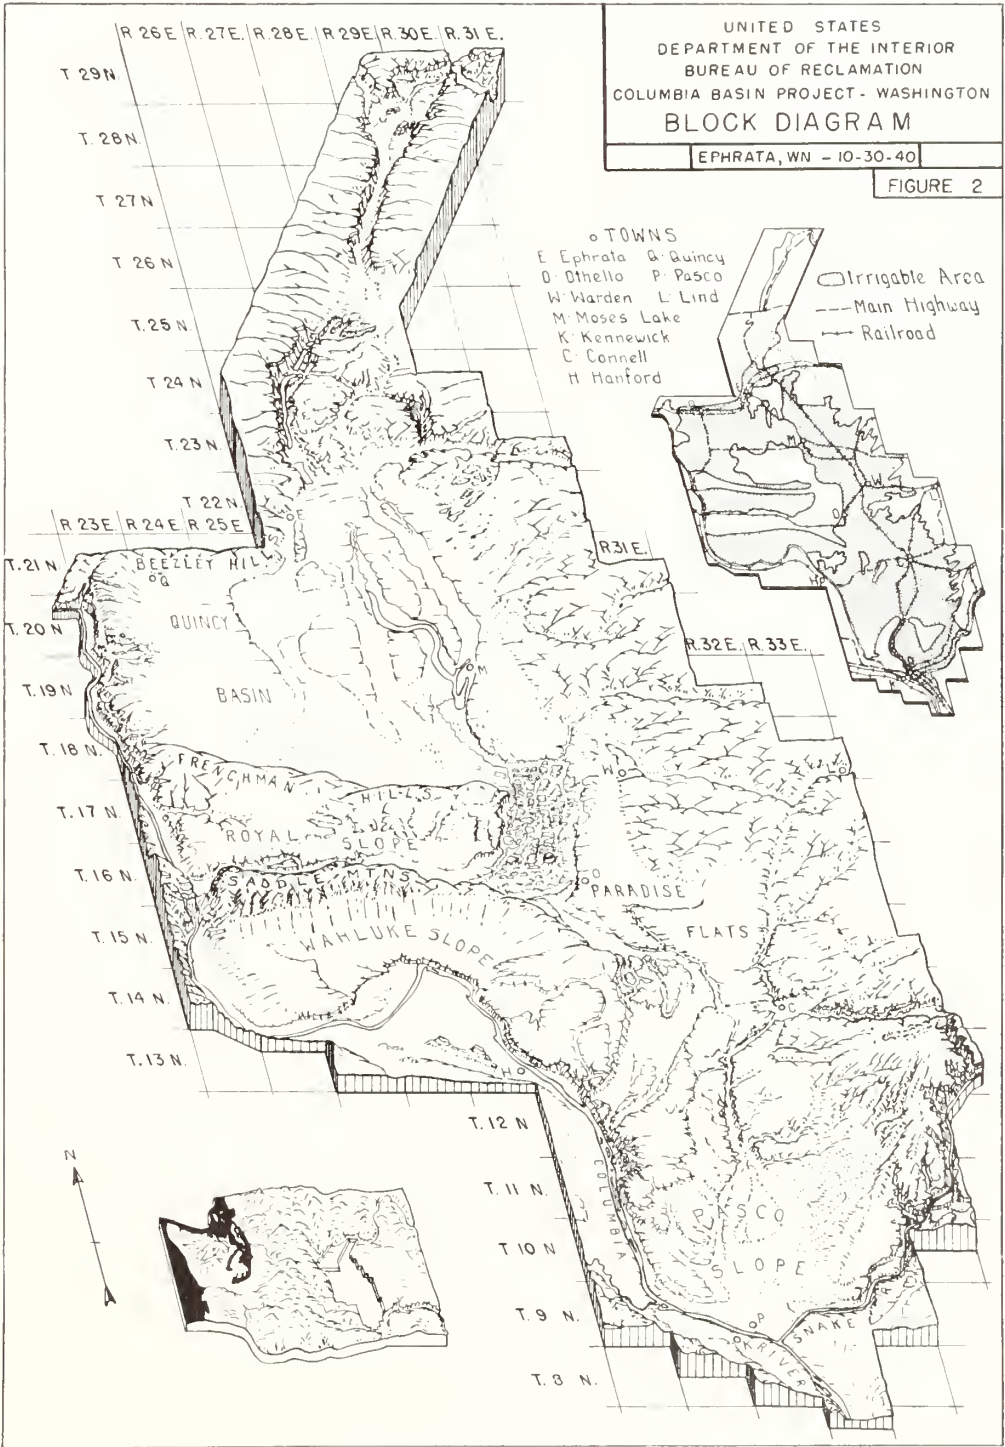 UNITED STATES
DEPARTMENT OF THE INTERIOR
BUREAU OF RECLAMATION
COLUMBIA BASIN PROJECT - WASHINGTON
BLOCK DIAGRAM
EPHRATA, WN - 10-30-40
FIGURE 2
R 26 E R. 27 E. R. 28 E R 29 E R. 30 E. R. 31 E.
T 29 N.
T. 28 N.
T 27 N
T 26 N
T. 25 N
T 24 N
T. 23 N
T 22 N.
o TOWNS
E Ephrata Q. Quincy
O. Othello P. Pasco
W. Warden L. Lind
M. Moses Lake
K. Kennewick
C. Connell
H Hanford
Irrigable Area
Main Highway
Railroad
M
W
O
L
R 23 E. R 24 E R 25 E
E
T. 21 N
BEEZLEY HIL
Q
R 31 E.
T. 20 N
QUINCY
R. 32 E. R. 33 E.
T. 19 N
BASIN
M
T. 18 N.
FRENCHMAN HILLS
W
L
T. 17 N.
ROYAL SLOPE
T. 16 N.
SADDLE MTNS
O
PARADISE
T. 15 N.
WAHLUKE SLOPE
FLATS
T. 14 N.
C
T. 13 N.
H
T. 12 N
N
COLUMBIA
T. 11 N.
PASCO
T 10 N
SLOPE
T. 9 N.
P
SNAKE
K
RIVER
T. 8 N.